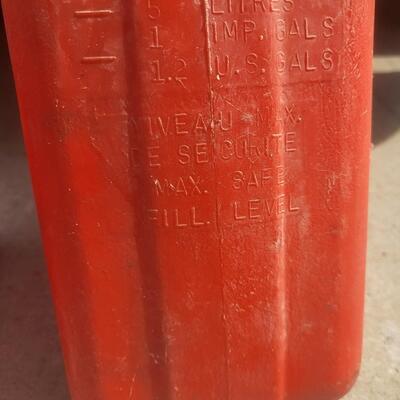 5 LITRES
1 IMP. GALS
1.2 U.S. GALS
NIVEAU MAX.
DE SECURITE
MAX. SAFE
FILL. LEVEL